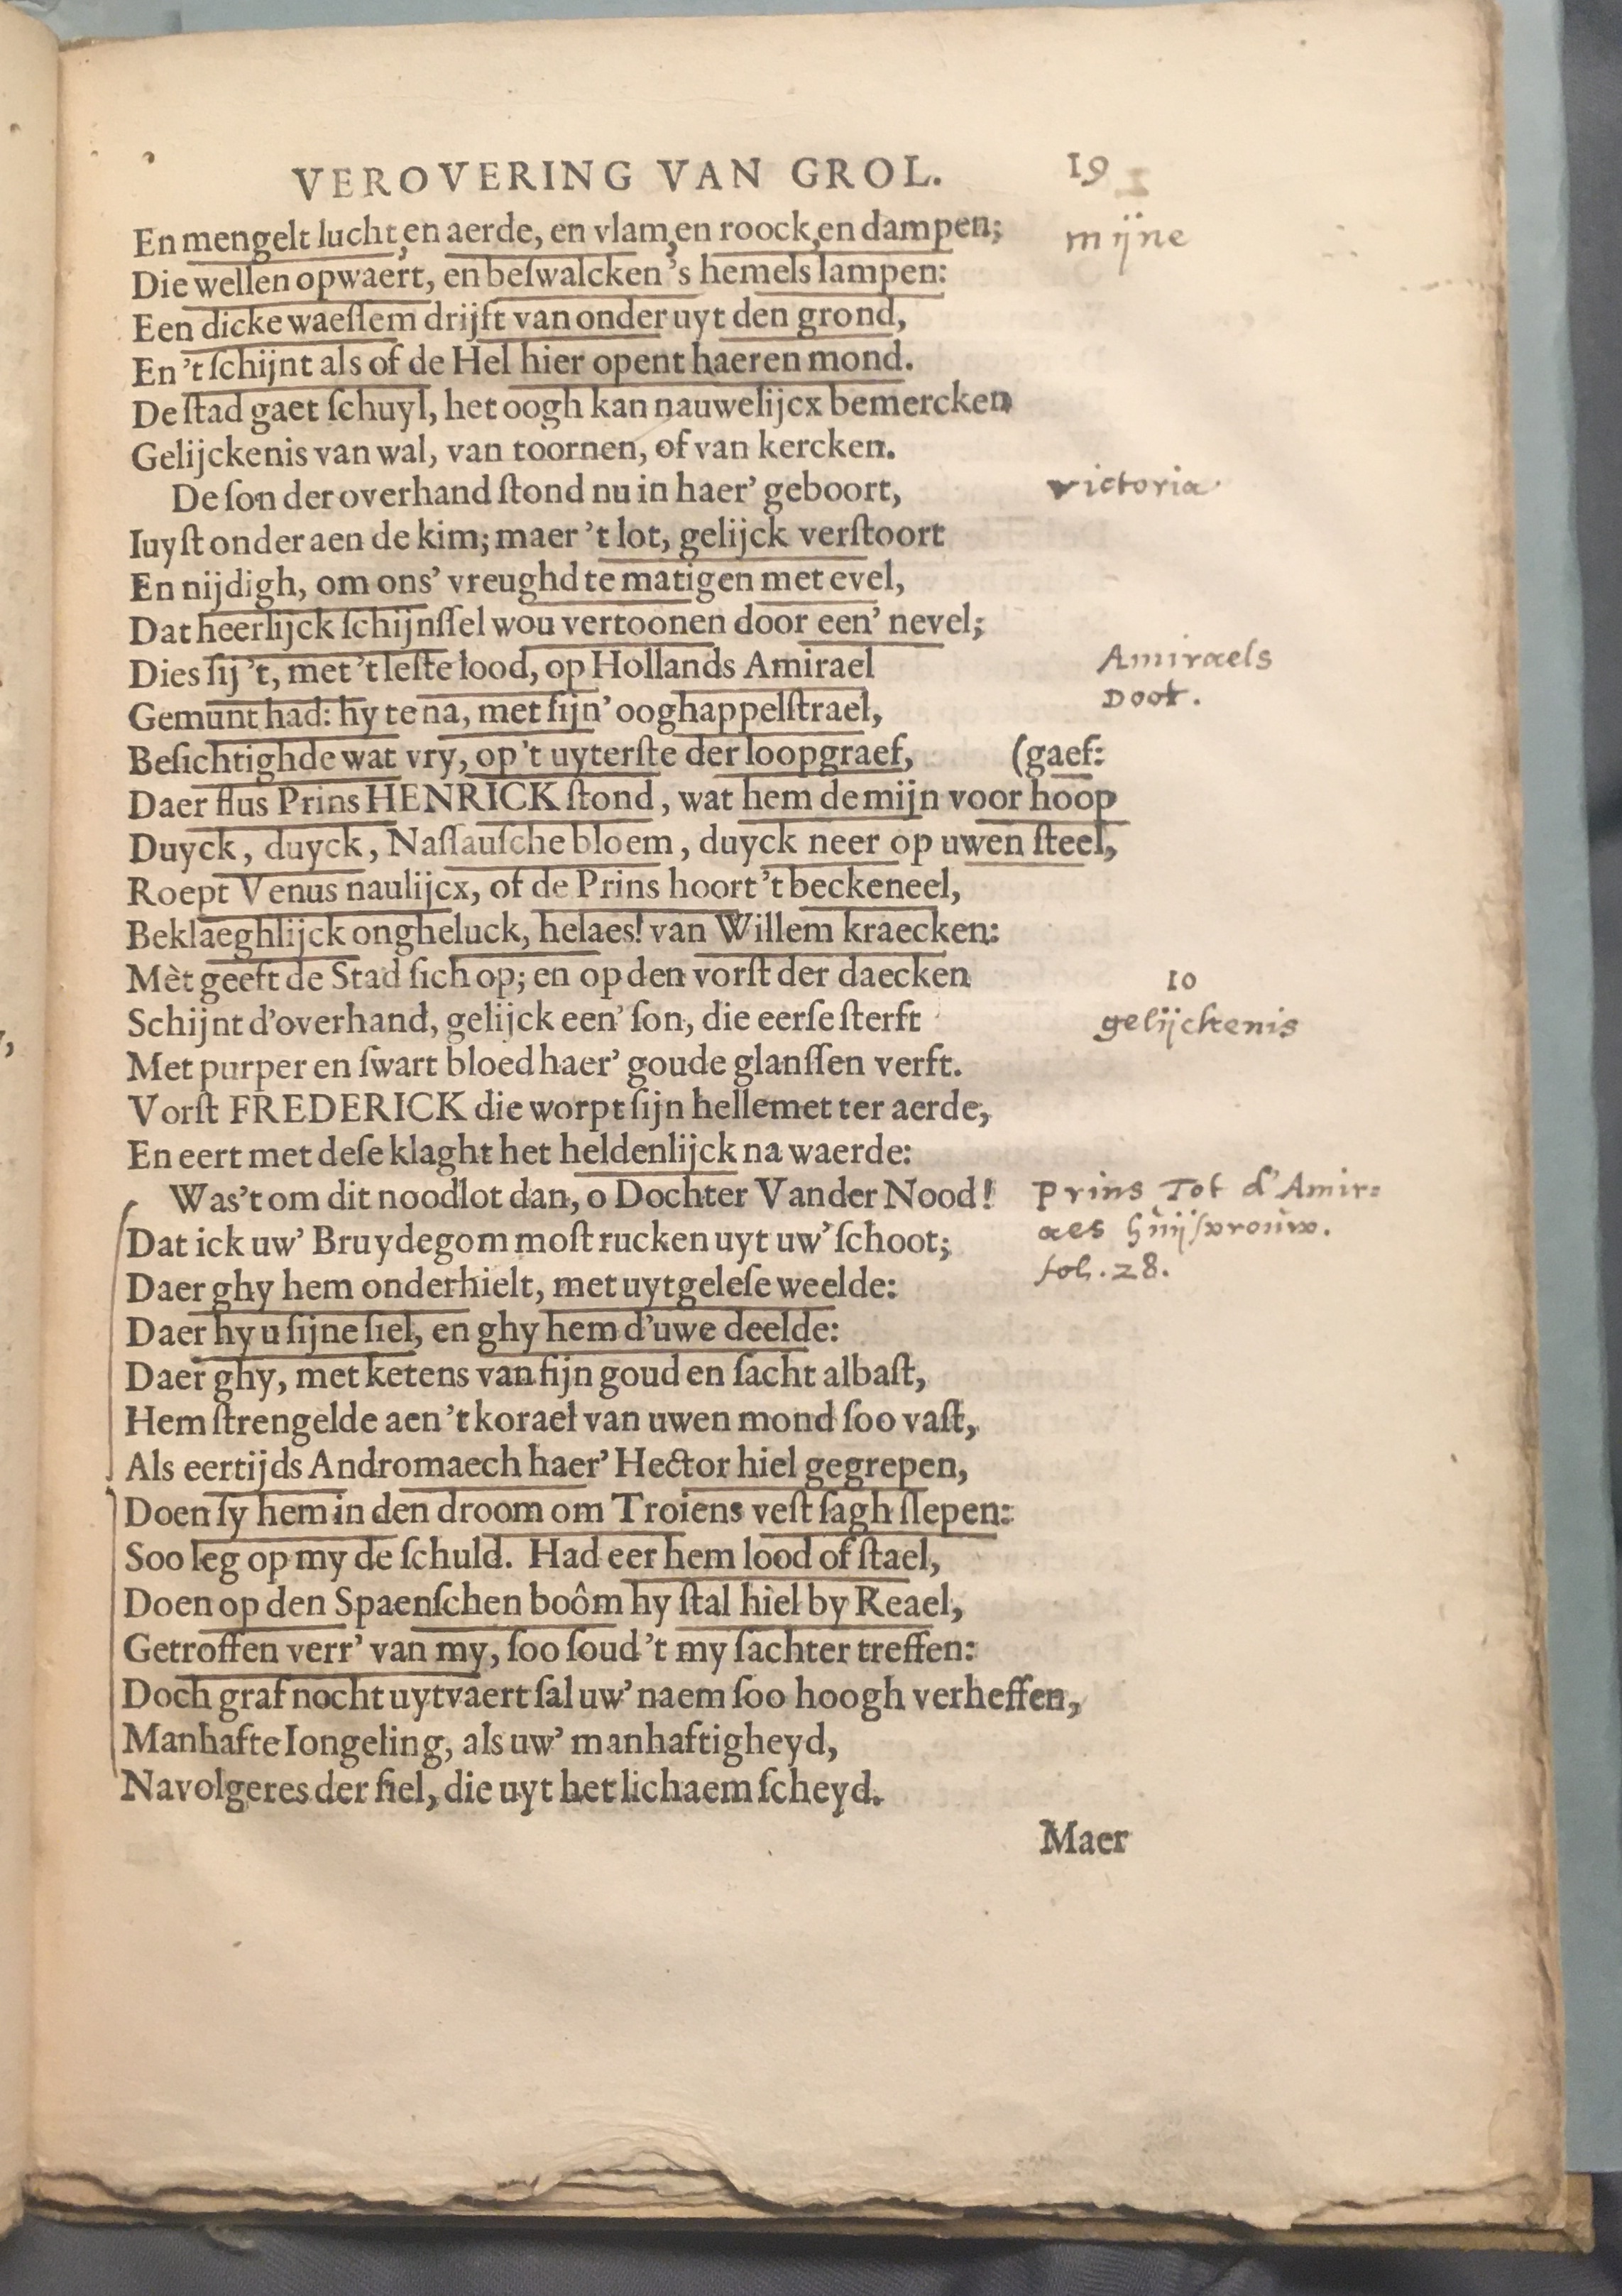 VEROVERING VAN GROL. 19
En mengelt lucht, en aerde, en vlam, en roock, en dampen; mijne
Die wellen opwaert, en beſwalcken 's hemels lampen:
Een dicke waeſſem drijft van onder uyt den grond,
En 't ſchijnt als of de Hel hier opent haeren mond.
De ſtad gaet ſchuyl, het oogh kan nauwelijcx bemercken
Gelijckenis van wal, van toornen, of van kercken.
De ſon der overhand ſtond nu in haer' geboort, victoria
Iuyſt onder aen de kim; maer 't lot, gelijck verſtoort
En nijdigh, om ons' vreughd te matigen met evel,
Dat heerlijck ſchijnſſel wou vertoonen door een' nevel;
Dies ſij 't, met 't leſte lood, op Hollands Amirael Amiraels
Gemunt had: hy te na, met ſijn' ooghappelſtrael, Doot.
Beſichtighde wat vry, op 't uyterſte der loopgraef, (gaef:
Daer flus Prins HENRICK ſtond, wat hem de mijn voor hoop
Duyck, duyck, Naſſauſche bloem, duyck neer op uwen ſteel,
Roept Venus naulijcx, of de Prins hoort 't beckeneel,
Beklaeghlijck ongheluck, helaes! van Willem kraecken:
Mèt geeft de Stad ſich op; en op den vorſt der daecken 10
Schijnt d'overhand, gelijck een' ſon, die eerſe ſterft gelijckenis
Met purper en ſwart bloed haer' goude glanſſen verft.
Vorſt FREDERICK die worpt ſijn hellemet ter aerde,
En eert met deſe klaght het heldenlijck na waerde:
Was't om dit noodlot dan, o Dochter Vander Nood! Prins Tot d'Amir=
Dat ick uw' Bruydegom moſt rucken uyt uw' ſchoot; aels huijſvrouw.
Daer ghy hem onderhielt, met uytgeleſe weelde: fol. 28.
Daer hy u ſijne ſiel, en ghy hem d'uwe deelde:
Daer ghy, met ketens van fijn goud en ſacht albaſt,
Hem ſtrengelde aen 't korael van uwen mond ſoo vaſt,
Als eertijds Andromaech haer' Hector hiel gegrepen,
Doen ſy hem in den droom om Troiens veſt ſagh ſlepen:
Soo leg op my de ſchuld. Had eer hem lood of ſtael,
Doen op den Spaenſchen boôm hy ſtal hiel by Reael,
Getroffen verr' van my, ſoo ſoud 't my ſachter treffen:
Doch graf nocht uytvaert ſal uw' naem ſoo hoogh verheffen,
Manhafte Iongeling, als uw' manhaftigheyd,
Navolgeres der ſiel, die uyt het lichaem ſcheyd.
Maer